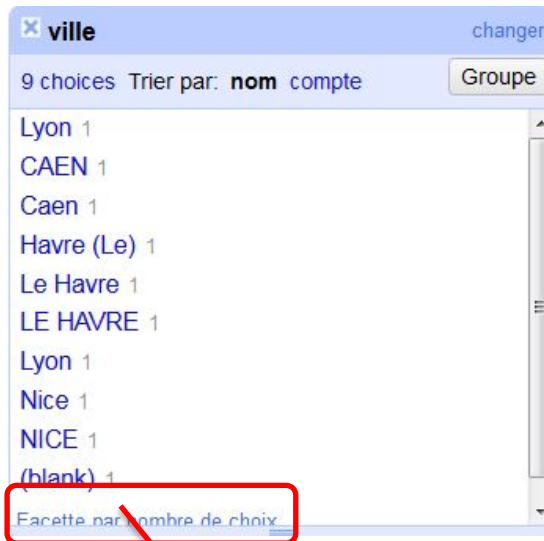 ville changer
9 choices Trier par: nom compte Groupe
Lyon 1
CAEN 1
Caen 1
Havre (Le) 1
Le Havre 1
LE HAVRE 1
Lyon 1
Nice 1
NICE 1
(blank) 1
Facette par nombre de choix